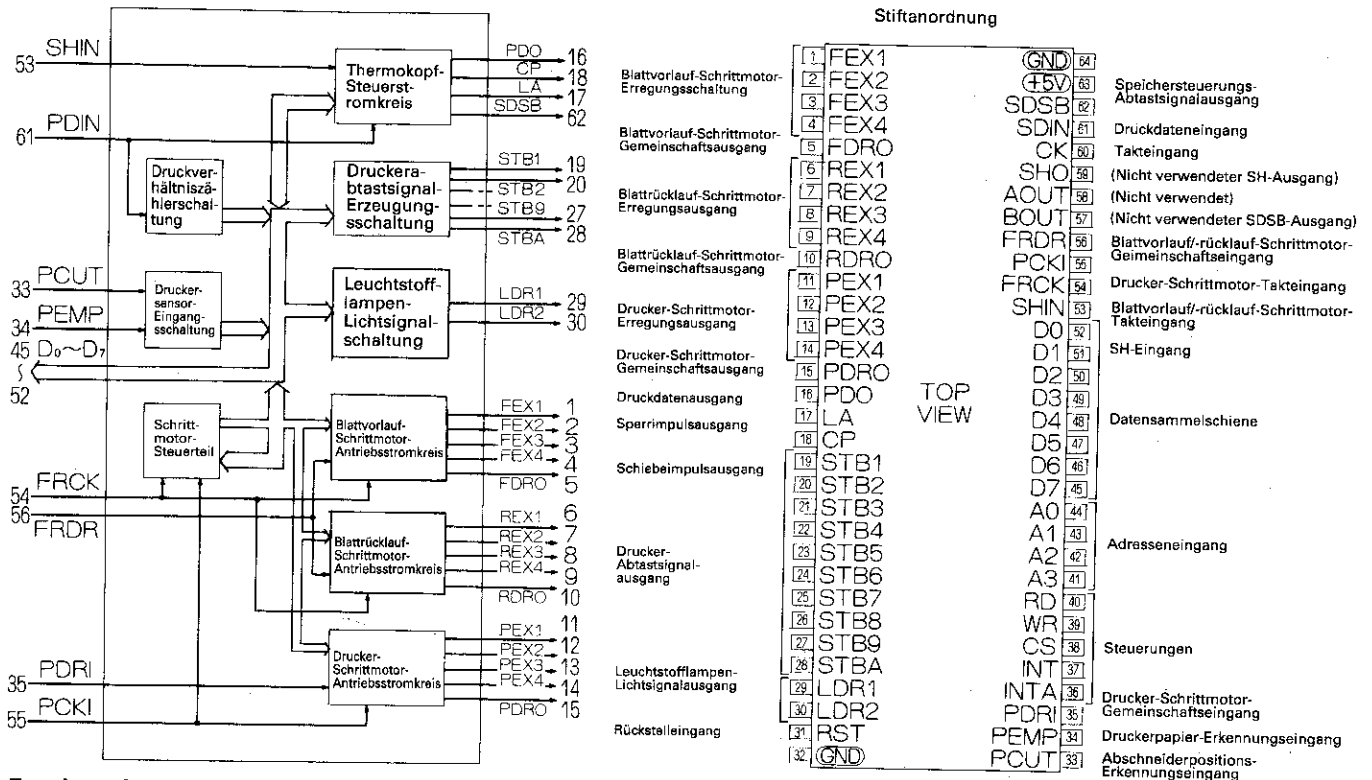 Stiftanordnung
SHIN
53
PDIN
61
PCUT
33
PEMP
34
45 D₀~D₇
52
FRCK
54
56
FRDR
PDRI
35
PCKI
55
Thermokopf-
Steuerst-
romkreis
Druckverhältniszä-
hlerschal-
tung
Druckera-
btastsignal-
Erzeugung-
sschaltung
Drucker-
sansor-
Eingangs-
schaltung
Leuchtstoff-
lampen-
Lichtsignal-
schaltung
Schritt-
motor-
Steuerteil
Blattvorlauf-
Schrittmotor-
Antriebsstromkreis
Blattrücklauf-
Schrittmotor-
Antriebsstromkreis
Drucker-
Schrittmotor-
Antriebsstromkreis
PDO 16
CP 18
LA 17
SDSB 62
STB1 19
20
STB2
STB9 27
STBA 28
LDR1 29
LDR2 30
FEX1 1
FEX2 2
FEX3 3
FEX4 4
FDRO 5
REX1 6
REX2 7
REX3 8
REX4 9
RDRO 10
PEX1 11
PEX2 12
PEX3 13
PEX4 14
PDRO 15
Blattvorlauf-Schrittmotor-
Erregungsschaltung
Blattvorlauf-Schrittmotor-
Gemeinschaftsausgang
Blattrücklauf-Schrittmotor-
Erregungsausgang
Blattrücklauf-Schrittmotor-
Gemeinschaftsausgang
Drucker-Schrittmotor-
Erregungsausgang
Drucker-Schrittmotor-
Gemeinschaftsausgang
Druckdatenausgang
Sperrimpulsausgang
Schiebeimpulsausgang
Drucker-
Abtastsignal-
ausgang
Leuchtstofflampen-
Lichtsignalausgang
Rückstelleingang
1 FEX1
2 FEX2
3 FEX3
4 FEX4
5 FDRO
6 REX1
7 REX2
8 REX3
9 REX4
10 RDRO
11 PEX1
12 PEX2
13 PEX3
14 PEX4
15 PDRO
16 PDO
17 LA
18 CP
19 STB1
20 STB2
21 STB3
22 STB4
23 STB5
24 STB6
25 STB7
26 STB8
27 STB9
28 STBA
29 LDR1
30 LDR2
31 RST
32 GND
TOP
VIEW
GND 64
+5V 63
SDSB 62
SDIN 61
CK 60
SHO 59
AOUT 58
BOUT 57
FRDR 56
PCKI 55
FRCK 54
SHIN 53
D0 52
D1 51
D2 50
D3 49
D4 48
D5 47
D6 46
D7 45
A0 44
A1 43
A2 42
A3 41
RD 40
WR 39
CS 38
INT 37
INTA 36
PDRI 35
PEMP 34
PCUT 33
Speichersteuerungs-
Abtastsignalausgang
Druckdateneingang
Takteingang
(Nicht verwendeter SH-Ausgang)
(Nicht verwendet)
(Nicht verwendeter SDSB-Ausgang)
Blattvorlauf/-rücklauf-Schrittmotor-
Geimeinschaftseingang
Drucker-Schrittmotor-Takteingang
Blattvorlauf/-rücklauf-Schrittmotor-
Takteingang
SH-Eingang
Datensammelschiene
Adresseneingang
Steuerungen
Drucker-Schrittmotor-
Gemeinschaftseingang
Druckerpapier-Erkennungseingang
Abschneiderpositions-
Erkennungseingang